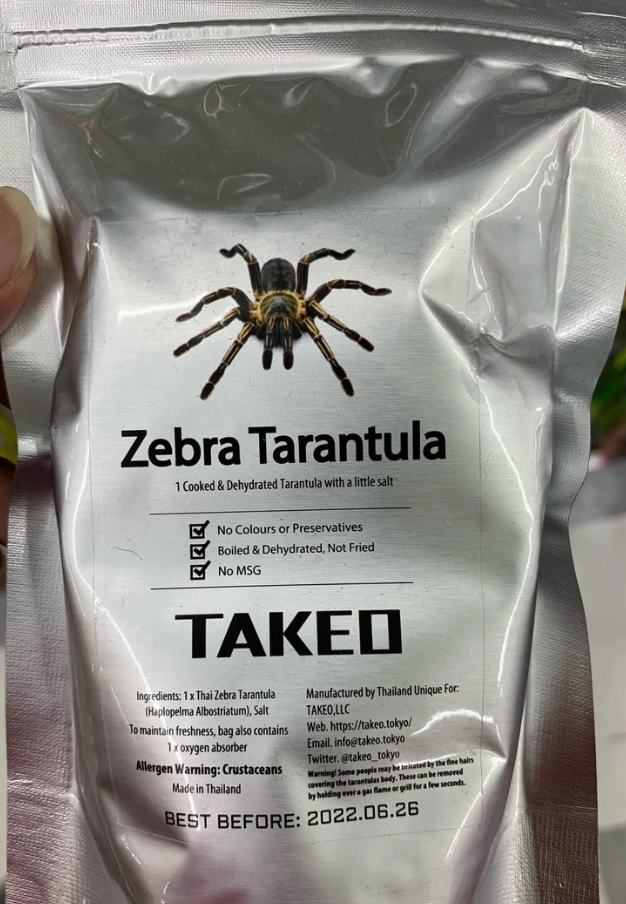 Zebra Tarantula
1 Cooked & Dehydrated Tarantula with a little salt
No Colours or Preservatives
Boiled & Dehydrated, Not Fried
No MSG
TAKEO
Ingredients: 1 x Thai Zebra Tarantula
(Haplopelma Albostriatum), Salt
To maintain freshness, bag also contains
1 x oxygen absorber
Allergen Warning: Crustaceans
Made in Thailand
Manufactured by Thailand Unique For:
TAKEO,LLC
Web. https://takeo.tokyo/
Email. info@takeo.tokyo
Twitter. @takeo_tokyo
Warning! Some people may be irritated by the fine hairs
covering the tarantulas body. These can be removed
by holding over a gas flame or grill for a few seconds.
BEST BEFORE: 2022.06.26